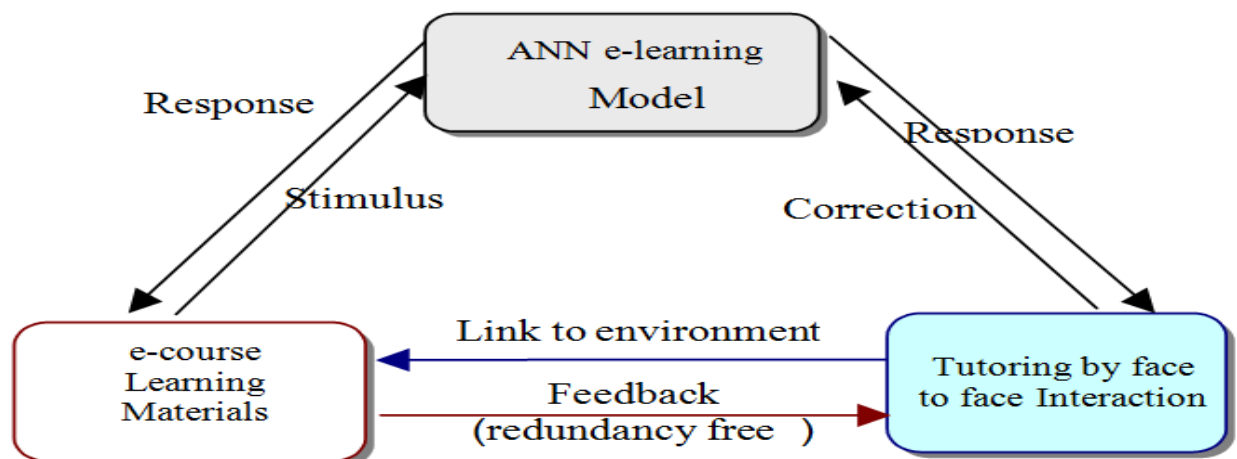 ANN e-learning
Model
Response
Response
Stimulus
Correction
Link to environment
e-course
Learning
Materials
Tutoring by face
to face Interaction
Feedback
(redundancy free )